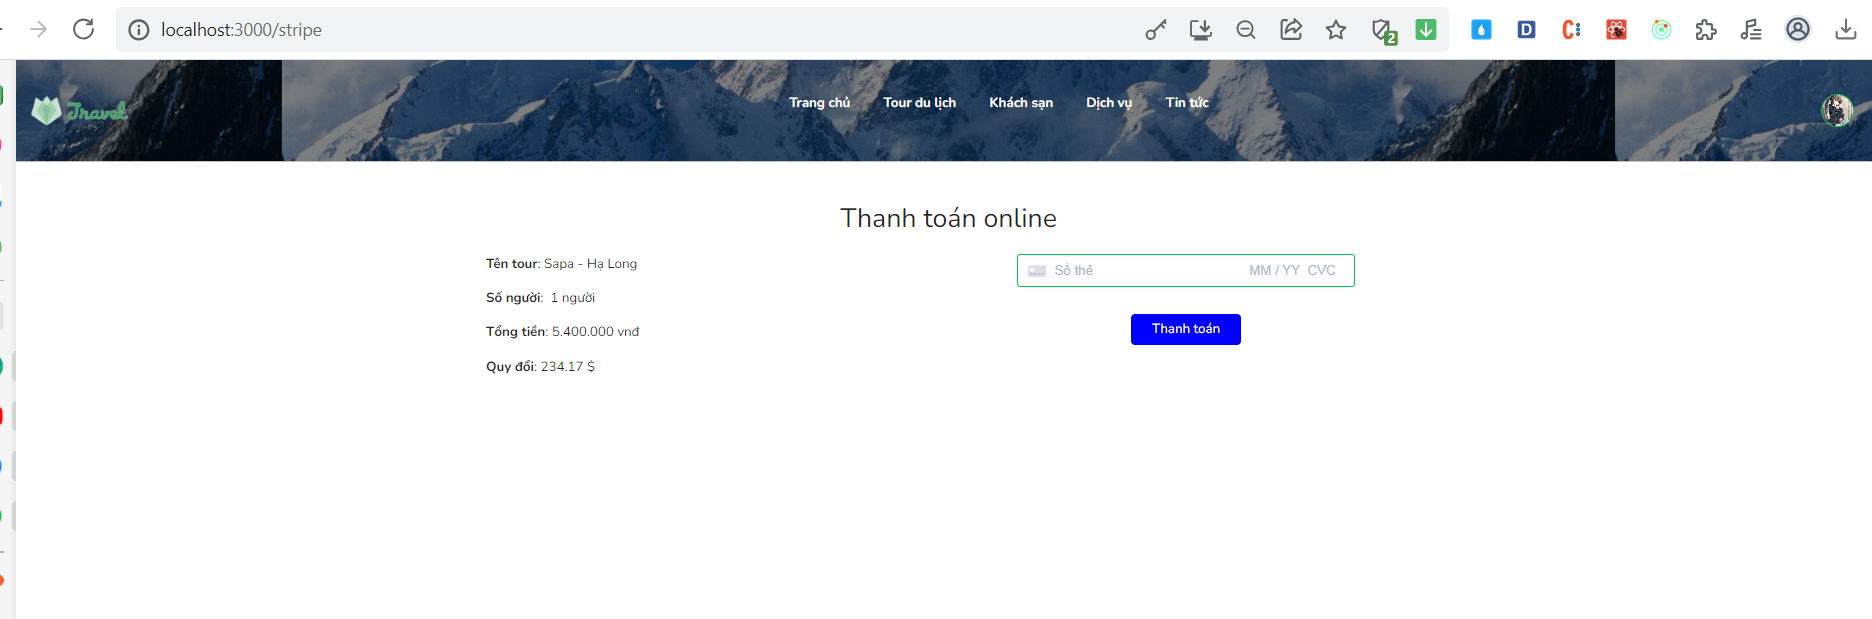 localhost:3000/stripe
2
D
C
Travel
Trang chủ Tour du lịch Khách sạn Dịch vụ Tin tức
Thanh toán online
Tên tour: Sapa - Hạ Long
Số người: 1 người
Tổng tiền: 5.400.000 vnđ
Quy đổi: 234.17 $
Số thẻ MM / YY CVC
Thanh toán